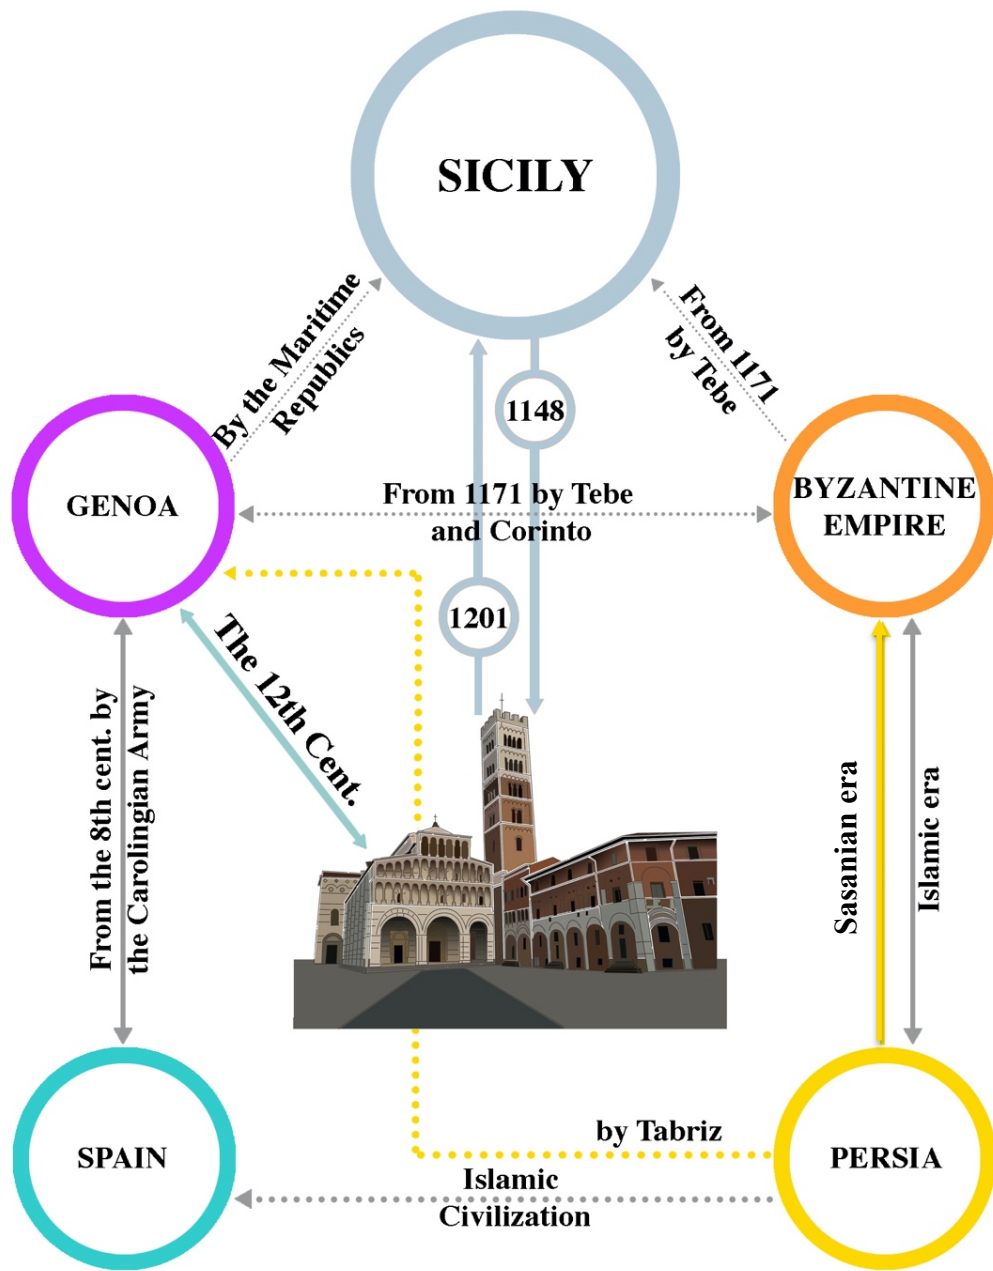 SICILY
By the Maritime
Republics
From 1171
by Tebe
1148
GENOA
From 1171 by Tebe
and Corinto
BYZANTINE
EMPIRE
1201
The 12th Cent.
From the 8th cent. by
the Carolingian Army
Sasanian era
Islamic era
by Tabriz
SPAIN
Islamic
Civilization
PERSIA